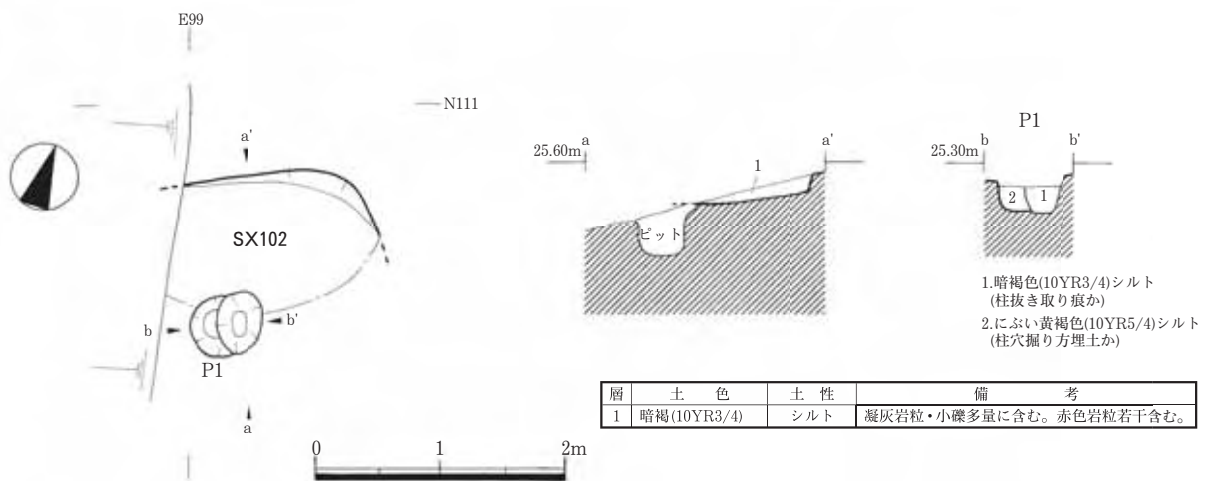 E99
N111
a'
SX102
b
b'
P1
a
0 1 2m
a
a'
25.60m
1
ピット
P1
b
b'
25.30m
2
1
1.暗褐色(10YR3/4)シルト
(柱抜き取り痕か)
2.にぶい黄褐色(10YR5/4)シルト
(柱穴掘り方埋土か)
層 土 色 土 性 備 考
1 暗褐(10YR3/4) シルト 凝灰岩粒・小礫多量に含む。赤色岩粒若干含む。